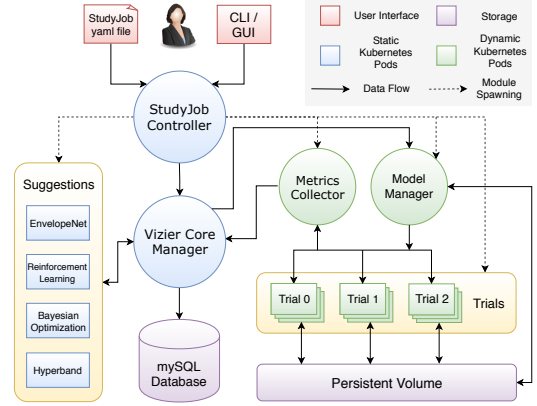 StudyJob
yaml file
CLI /
GUI
User Interface
Storage
Static
Kubernetes
Pods
Dynamic
Kubernetes
Pods
Data Flow
Module
Spawning
StudyJob
Controller
Suggestions
EnvelopeNet
Reinforcement
Learning
Bayesian
Optimization
Hyperband
Vizier Core
Manager
Metrics
Collector
Model
Manager
Trial 0
Trial 1
Trial 2
Trials
mySQL
Database
Persistent Volume